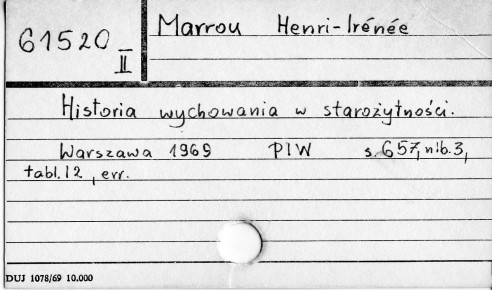 61520 II
Marrou Henri-Irénée
Historia wychowania w starożytności.
Warszawa 1969 PIW s. 657, nlb. 3,
tabl. 12, err.
DUJ 1078/69 10.000